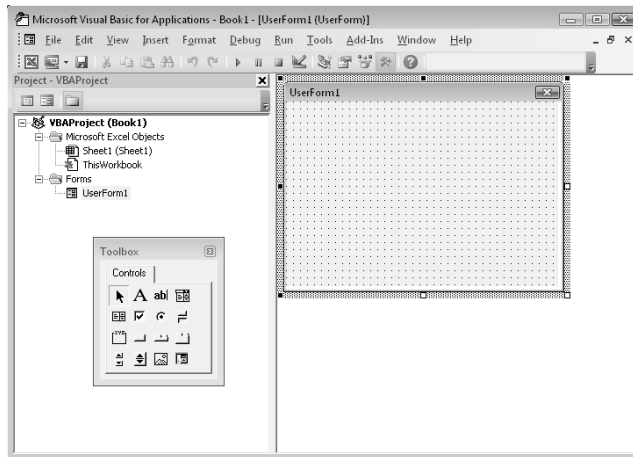 Microsoft Visual Basic for Applications - Book1 - [UserForm1 (UserForm)]
File Edit View Insert Format Debug Run Tools Add-Ins Window Help
Project - VBAProject
VBAProject (Book1)
Microsoft Excel Objects
Sheet1 (Sheet1)
ThisWorkbook
Forms
UserForm1
UserForm1
Toolbox
Controls
A ab|
XYZ